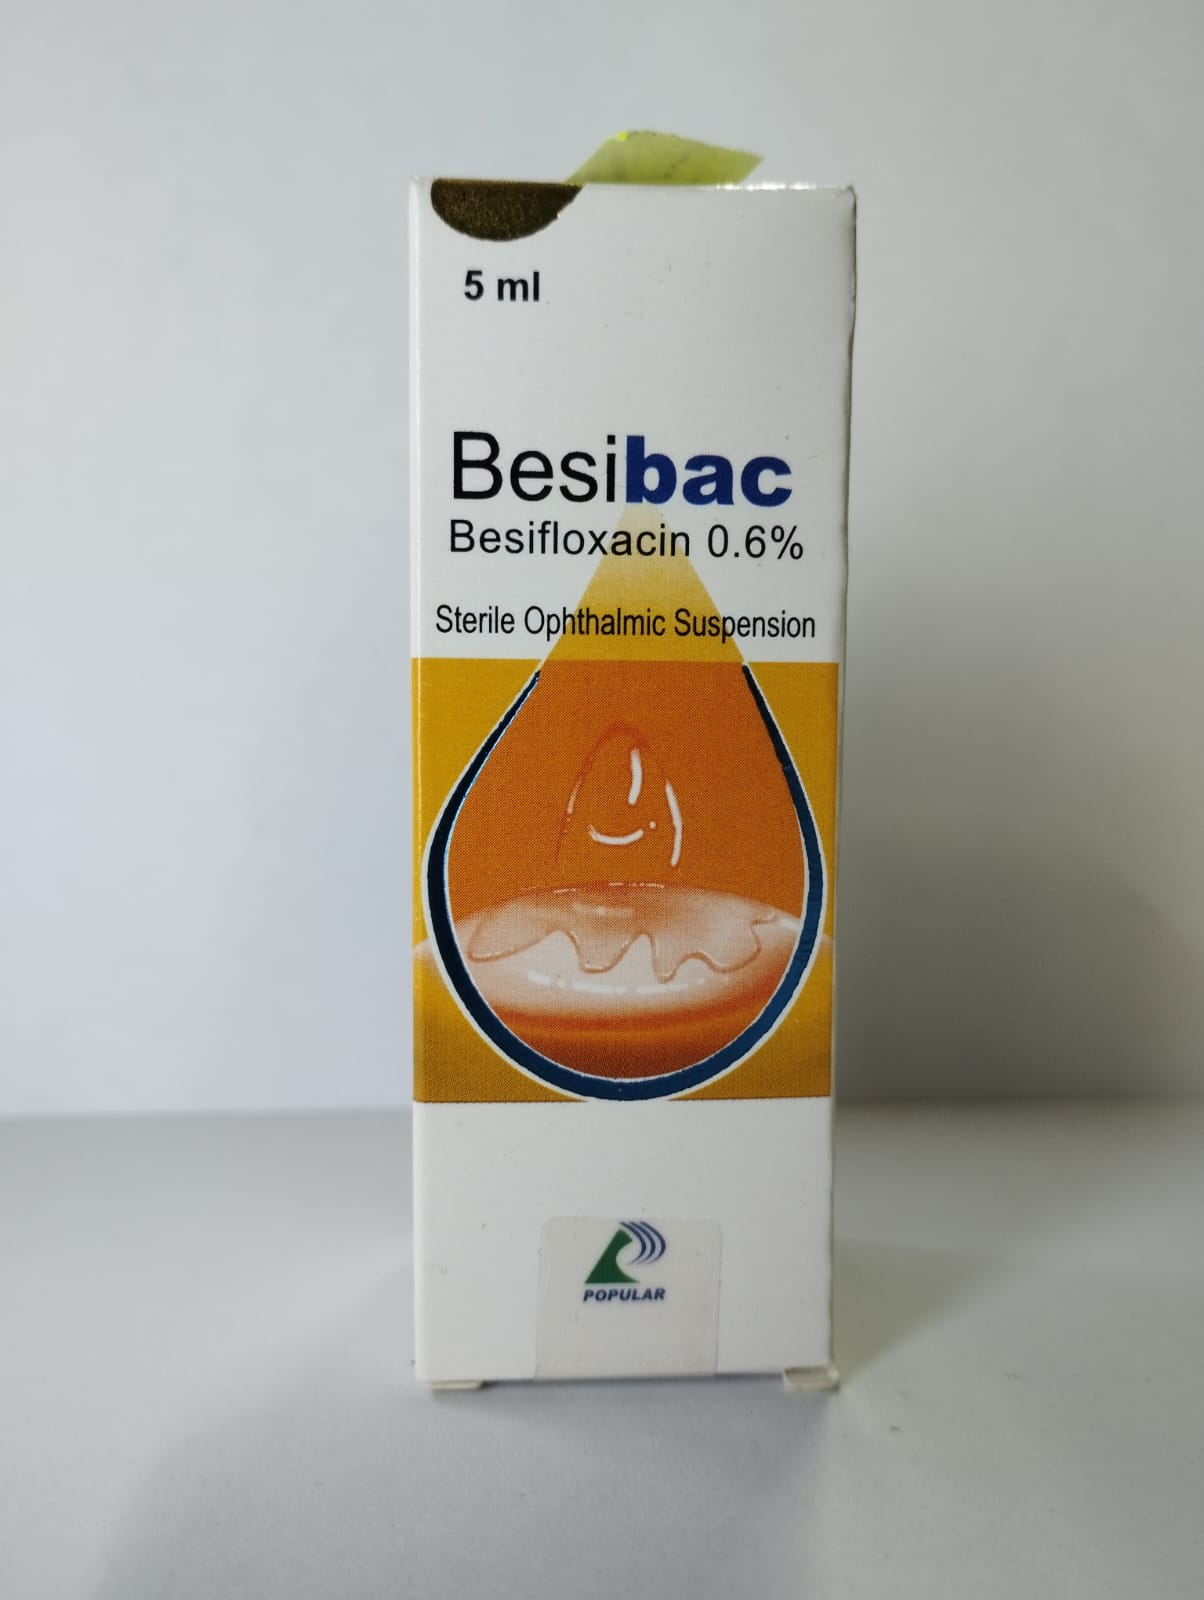 5 ml
Besibac
Besifloxacin 0.6%
Sterile Ophthalmic Suspension
POPULAR